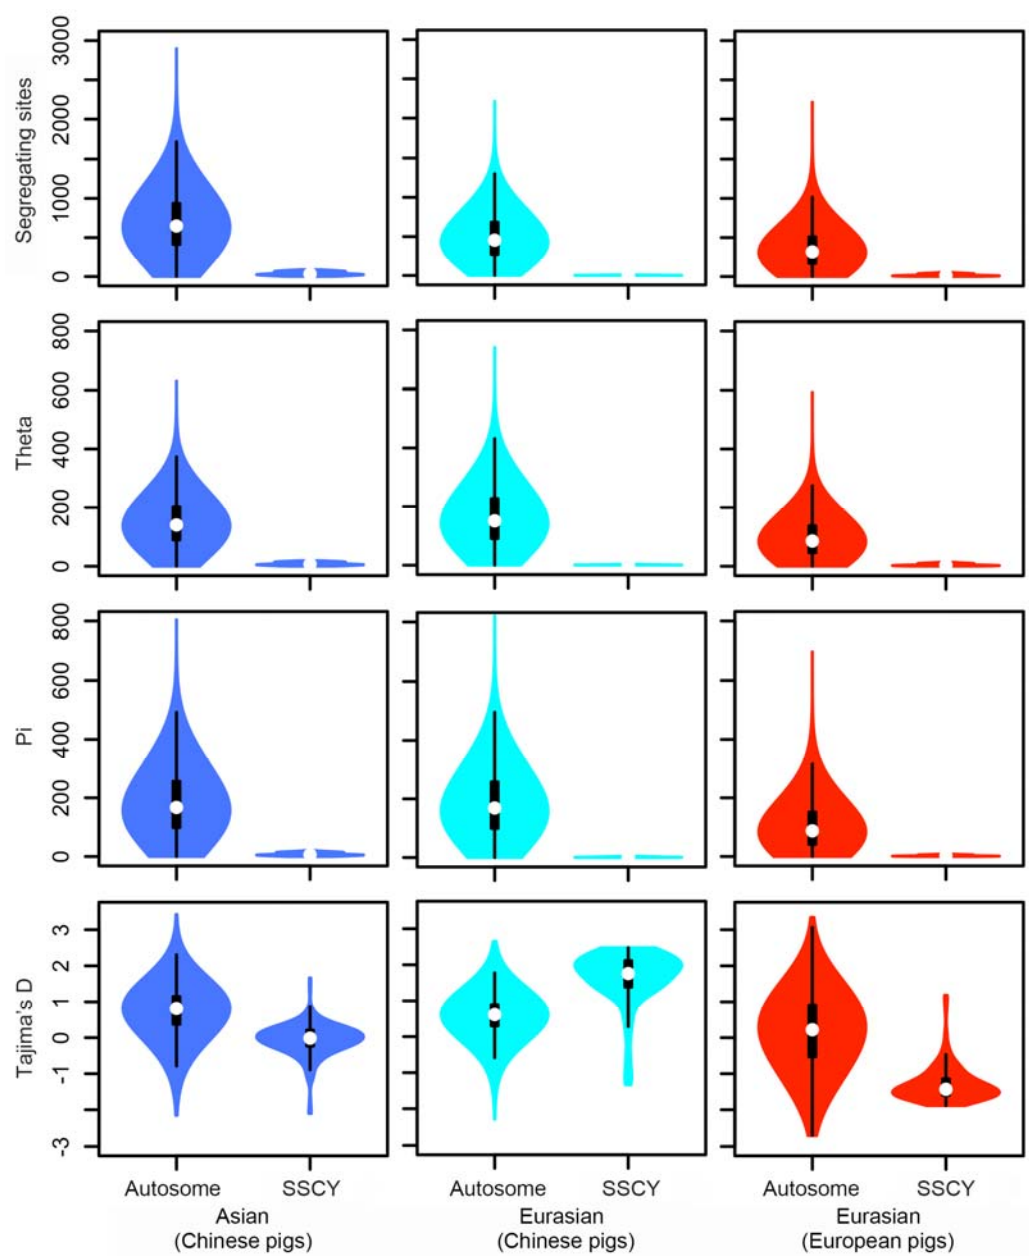 Segregating sites
3000
2000
1000
0
Theta
800
600
400
200
0
Pi
800
600
400
200
0
Tajima's D
3
2
1
0
-1
-3
Autosome SSCY Autosome SSCY Autosome SSCY
Asian Eurasian Eurasian
(Chinese pigs) (Chinese pigs) (European pigs)